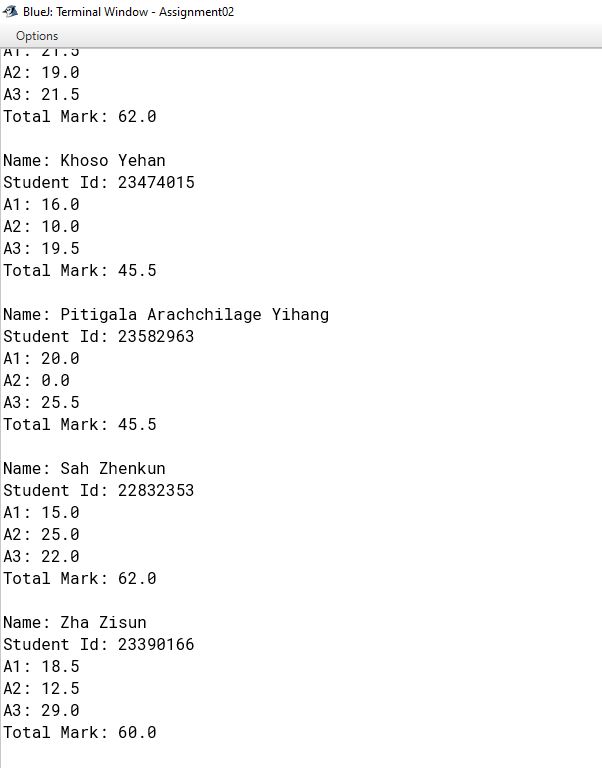 BlueJ: Terminal Window - Assignment02
Options
A1: 21.5
A2: 19.0
A3: 21.5
Total Mark: 62.0
Name: Khoso Yehan
Student Id: 23474015
A1: 16.0
A2: 10.0
A3: 19.5
Total Mark: 45.5
Name: Pitigala Arachchilage Yihang
Student Id: 23582963
A1: 20.0
A2: 0.0
A3: 25.5
Total Mark: 45.5
Name: Sah Zhenkun
Student Id: 22832353
A1: 15.0
A2: 25.0
A3: 22.0
Total Mark: 62.0
Name: Zha Zisun
Student Id: 23390166
A1: 18.5
A2: 12.5
A3: 29.0
Total Mark: 60.0